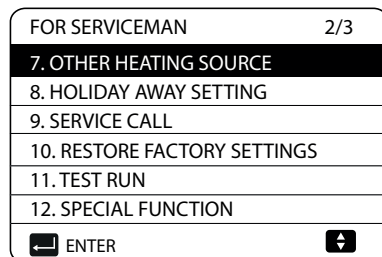 FOR SERVICEMAN 2/3
7. OTHER HEATING SOURCE
8. HOLIDAY AWAY SETTING
9. SERVICE CALL
10. RESTORE FACTORY SETTINGS
11. TEST RUN
12. SPECIAL FUNCTION
ENTER